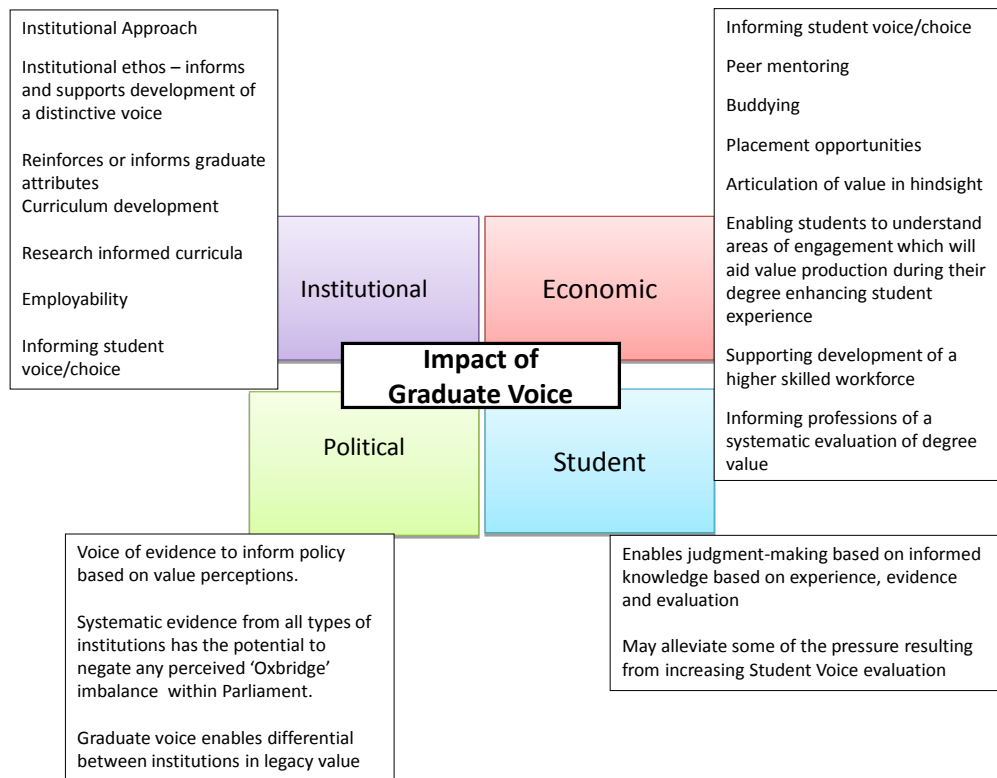 Institutional Approach
Institutional ethos – informs
and supports development of
a distinctive voice
Reinforces or informs graduate
attributes
Curriculum development
Research informed curricula
Employability
Informing student
voice/choice
Informing student voice/choice
Peer mentoring
Buddying
Placement opportunities
Articulation of value in hindsight
Enabling students to understand
areas of engagement which will
aid value production during their
degree enhancing student
experience
Supporting development of a
higher skilled workforce
Informing professions of a
systematic evaluation of degree
value
Institutional
Economic
Impact of
Graduate Voice
Political
Student
Voice of evidence to inform policy
based on value perceptions.
Systematic evidence from all types of
institutions has the potential to
negate any perceived ‘Oxbridge’
imbalance within Parliament.
Graduate voice enables differential
between institutions in legacy value
Enables judgment-making based on informed
knowledge based on experience, evidence
and evaluation
May alleviate some of the pressure resulting
from increasing Student Voice evaluation